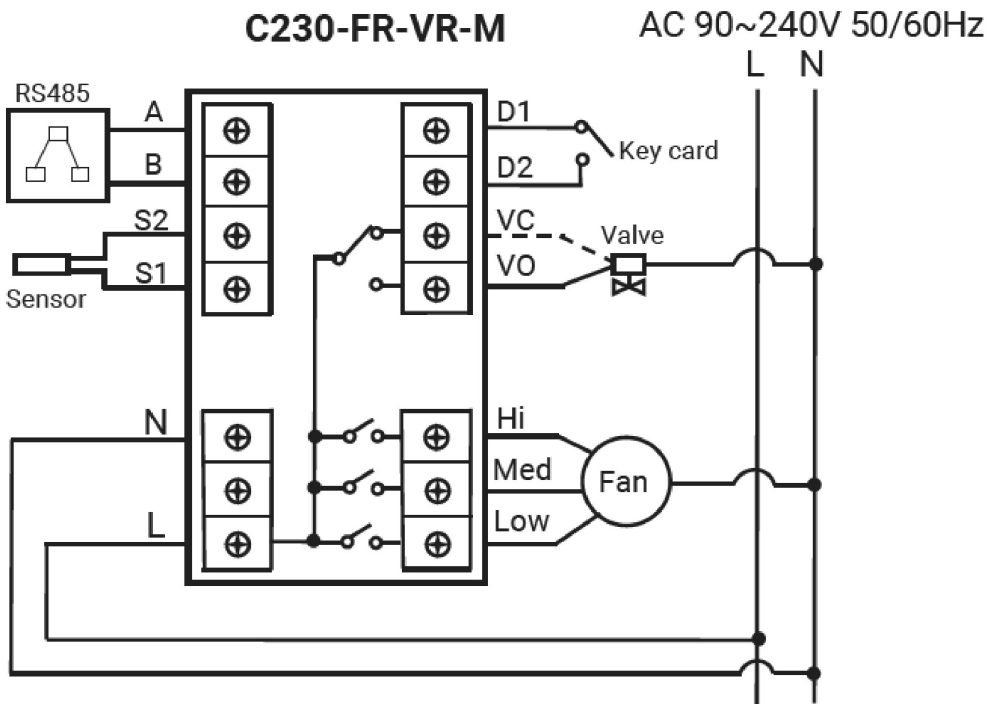 C230-FR-VR-M
AC 90~240V 50/60Hz
L N
RS485
A
B
S2
S1
Sensor
D1
D2
Key card
VC
VO
Valve
N
L
Hi
Med
Low
Fan